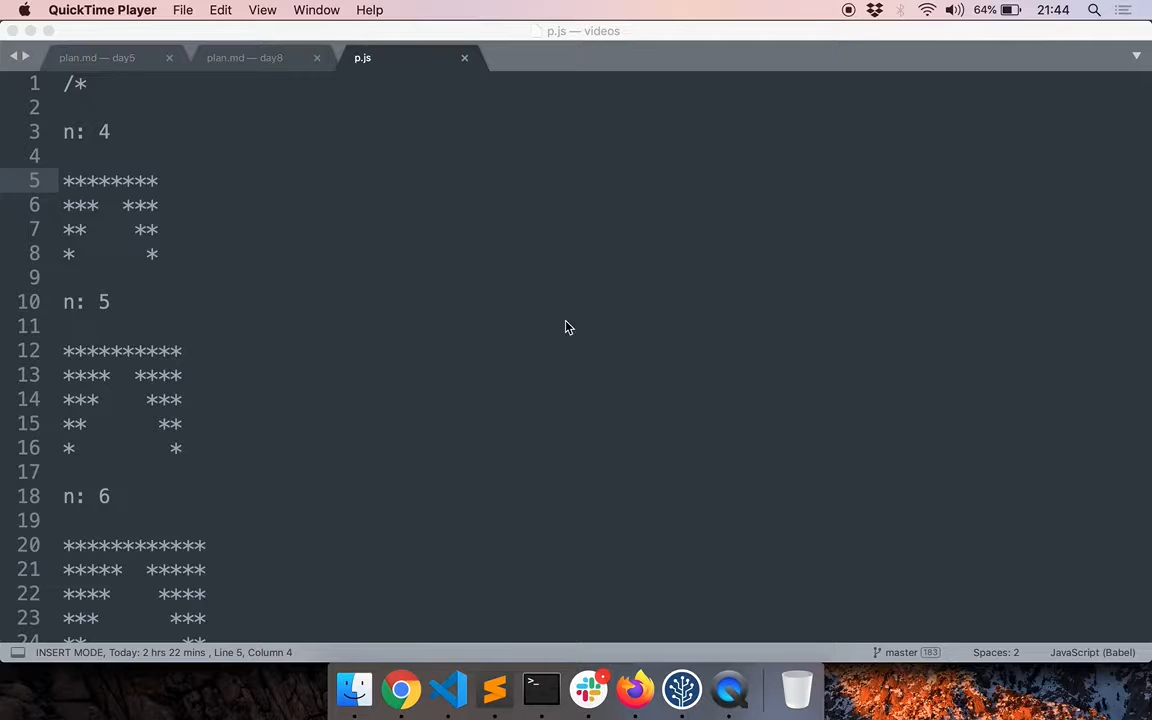 QuickTime Player File Edit View Window Help 64% 21:44
p.js — videos
plan.md — day5 plan.md — day8 p.js
1 /*
2
3 n: 4
4
5 ********
6 ***  ***
7 **    **
8 *      *
9
10 n: 5
11
12 **********
13 ****  ****
14 ***    ***
15 **      **
16 *        *
17
18 n: 6
19
20 ************
21 *****  *****
22 ****    ****
23 ***      ***
24 **        **
INSERT MODE, Today: 2 hrs 22 mins , Line 5, Column 4 master 183 Spaces: 2 JavaScript (Babel)